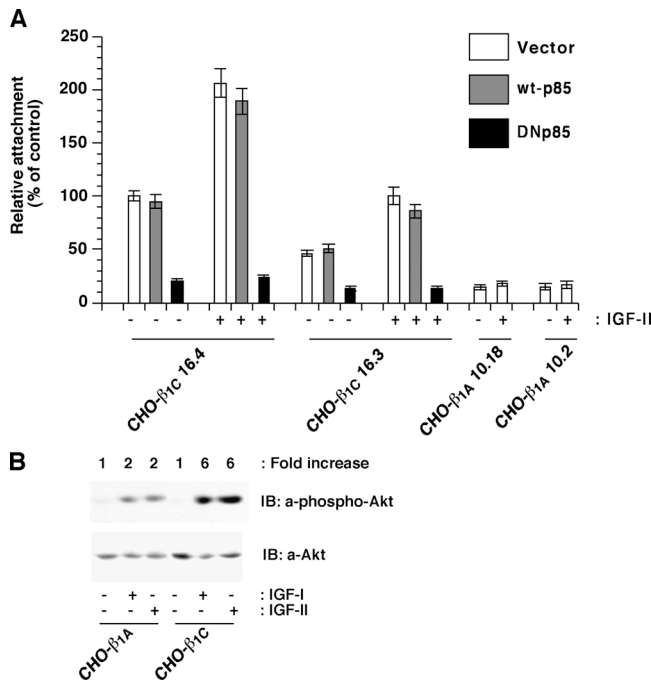 A
250
200
150
100
50
0
Relative attachment
(% of control)
Vector
wt-p85
DNp85
- - - + + + - - - + + + - + - + : IGF-II
CHO-β1C 16.4
CHO-β1C 16.3
CHO-β1A 10.18
CHO-β1A 10.2
B
1 2 2 1 6 6 : Fold increase
IB: a-phospho-Akt
IB: a-Akt
- + - - + - : IGF-I
- - + - - + : IGF-II
CHO-β1A
CHO-β1C